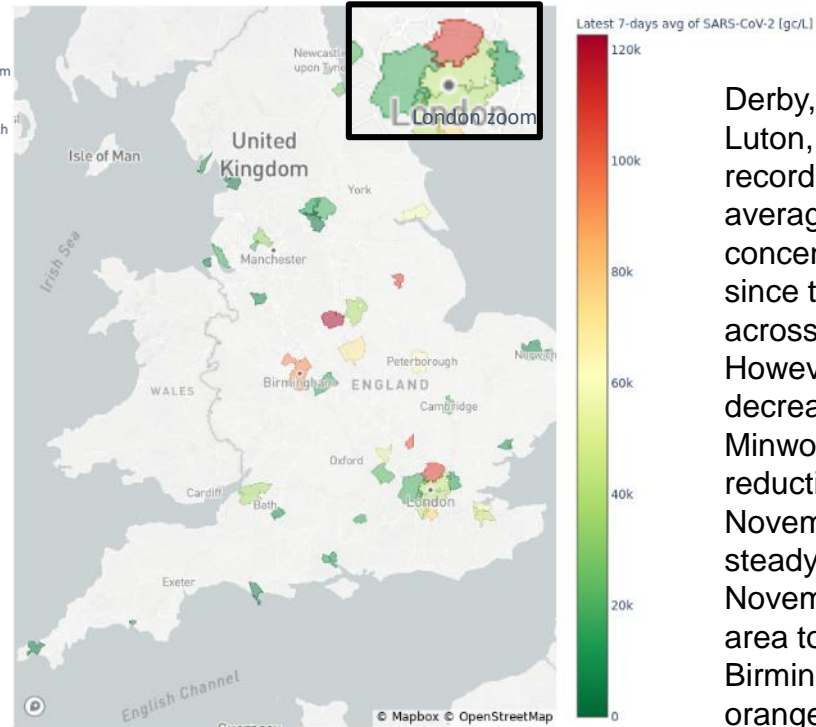 Latest 7-days avg of SARS-CoV-2 [gc/L]
120k
100k
80k
60k
40k
20k
0
London
London zoom
Isle of Man
United
Kingdom
York
Irish Sea
Manchester
Peterborough
Norwich
Birmingham
ENGLAND
WALES
Cambridge
Oxford
Cardiff
Bath
London
Exeter
English Channel
© Mapbox © OpenStreetMap
Derby,
Luton,
record
averag
concer
since t
across
Howev
decrea
Minwo
reducti
Novem
steady
Novem
area to
Birmin
orange